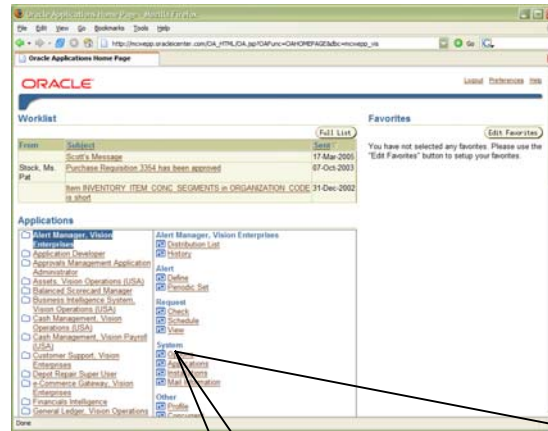 Oracle Applications Home Page - Mozilla Firefox
File Edit View Go Bookmarks Tools Help
Go
Oracle Applications Home Page
ORACLE
Logout Preferences Help
Worklist
Full List
From Subject Sent
Scott's Message 17-Mar-2005
Stock, Ms. Pat Purchase Requisition 3354 has been approved 07-Oct-2003
Item INVENTORY_ITEM_CONC_SEGMENTS in ORGANIZATION_CODE is short 31-Dec-2002
Favorites
Edit Favorites
You have not selected any favorites. Please use the
"Edit Favorites" button to setup your favorites.
Applications
Alert Manager, Vision
Enterprises
Application Developer
Approvals Management Application
Administrator
Assets, Vision Operations (USA)
Balanced Scorecard Manager
Business Intelligence System,
Vision Operations (USA)
Cash Management, Vision
Operations (USA)
Cash Management, Vision Payroll
(USA)
Customer Support, Vision
Enterprises
Depot Repair Super User
e-Commerce Gateway, Vision
Enterprises
Financials Intelligence
General Ledger, Vision Operations
Alert Manager, Vision Enterprises
Distribution List
History
Alert
Define
Periodic Set
Request
Check
Schedule
View
System
Options
Applications
Installations
Mail Information
Other
Profile
Concurrent
Done